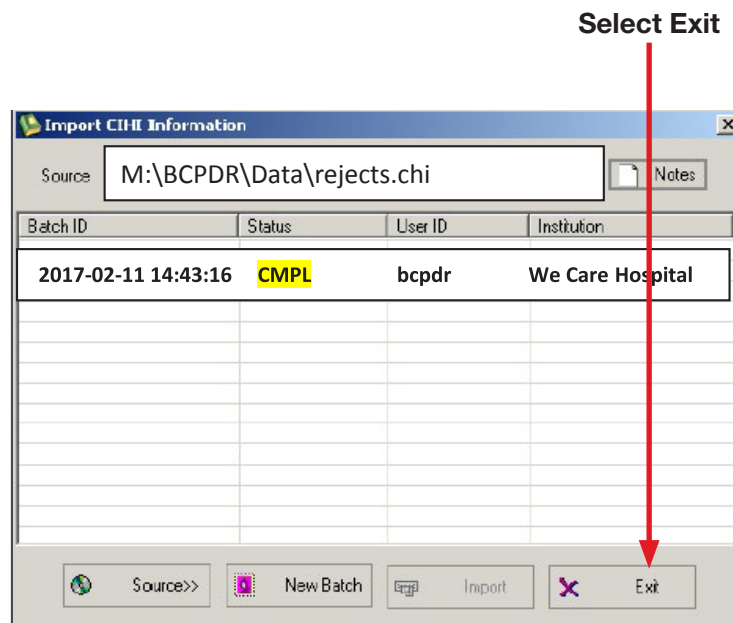 Select Exit
Import CIHI Information
Source M:\BCPDR\Data\rejects.chi Notes
Batch ID Status User ID Institution
2017-02-11 14:43:16 CMPL bcpdr We Care Hospital
Source>> New Batch Import Exit